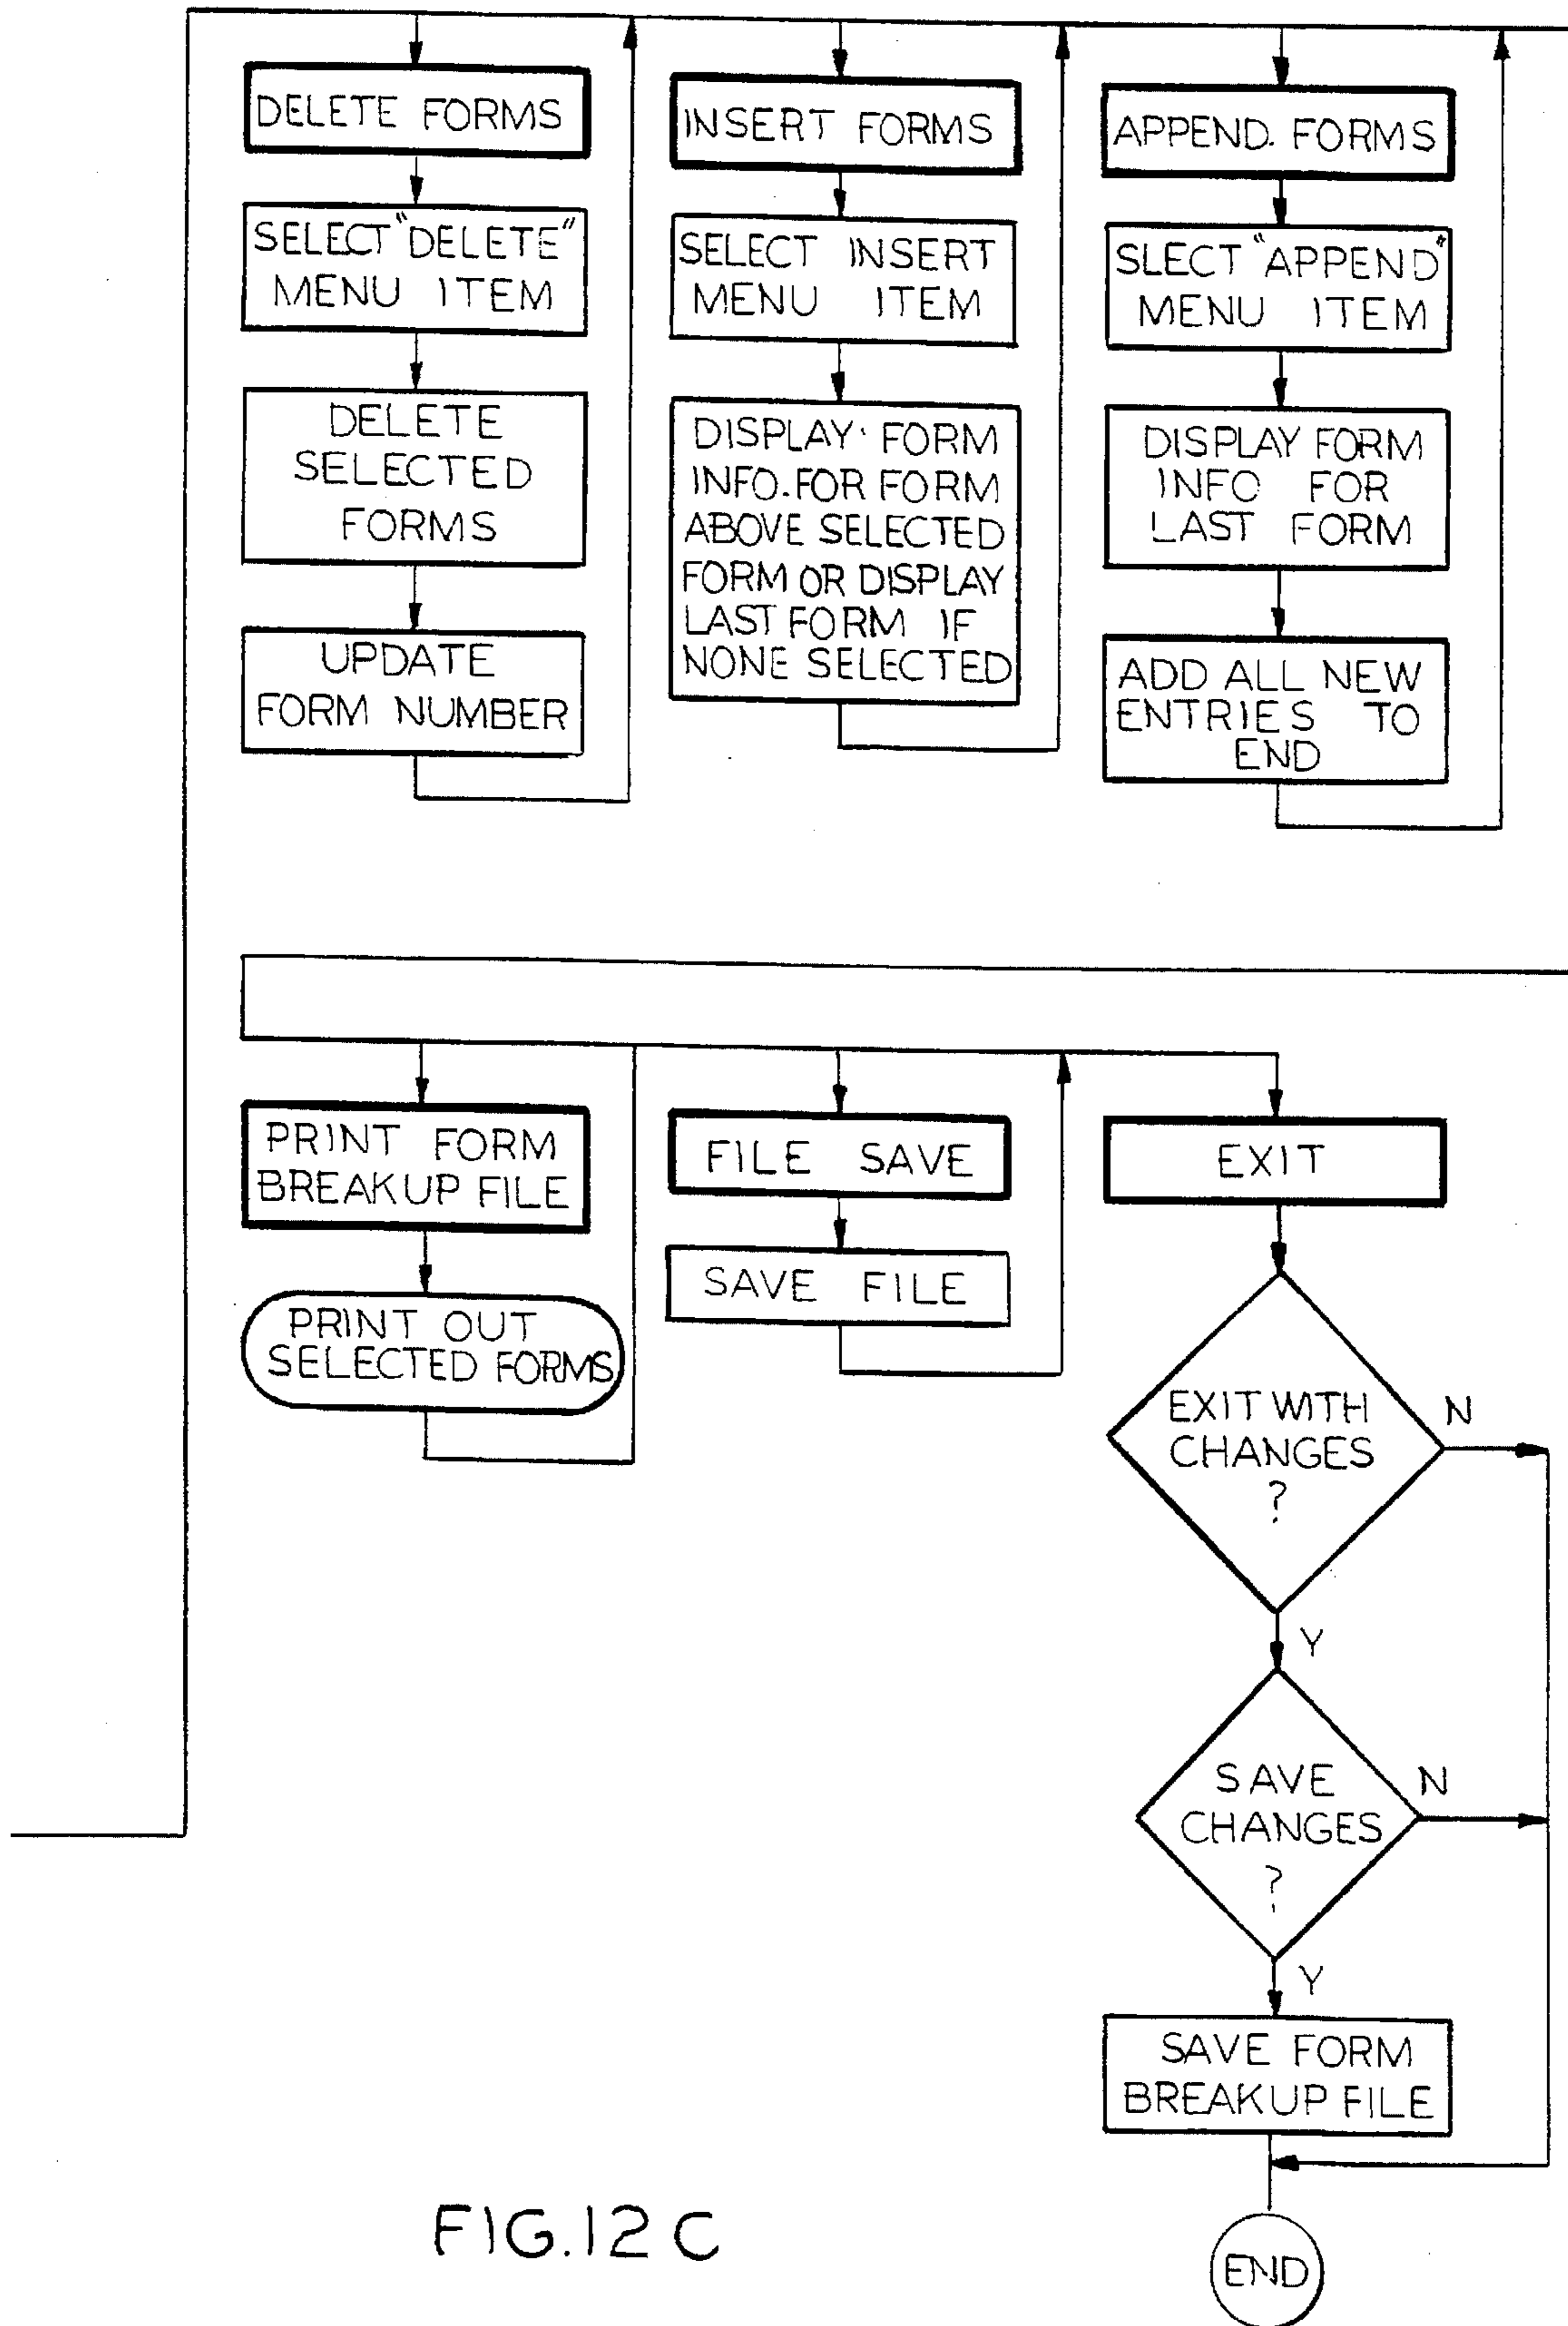 DELETE FORMS
SELECT "DELETE"
MENU ITEM
DELETE
SELECTED
FORMS
UPDATE
FORM NUMBER
INSERT FORMS
SELECT INSERT
MENU ITEM
DISPLAY FORM
INFO. FOR FORM
ABOVE SELECTED
FORM OR DISPLAY
LAST FORM IF
NONE SELECTED
APPEND. FORMS
SLECT "APPEND"
MENU ITEM
DISPLAY FORM
INFO FOR
LAST FORM
ADD ALL NEW
ENTRIES TO
END
PRINT FORM
BREAKUP FILE
PRINT OUT
SELECTED FORMS
FILE SAVE
SAVE FILE
EXIT
EXIT WITH
CHANGES
?
N
Y
SAVE
CHANGES
?
N
Y
SAVE FORM
BREAKUP FILE
END
FIG. 12 C